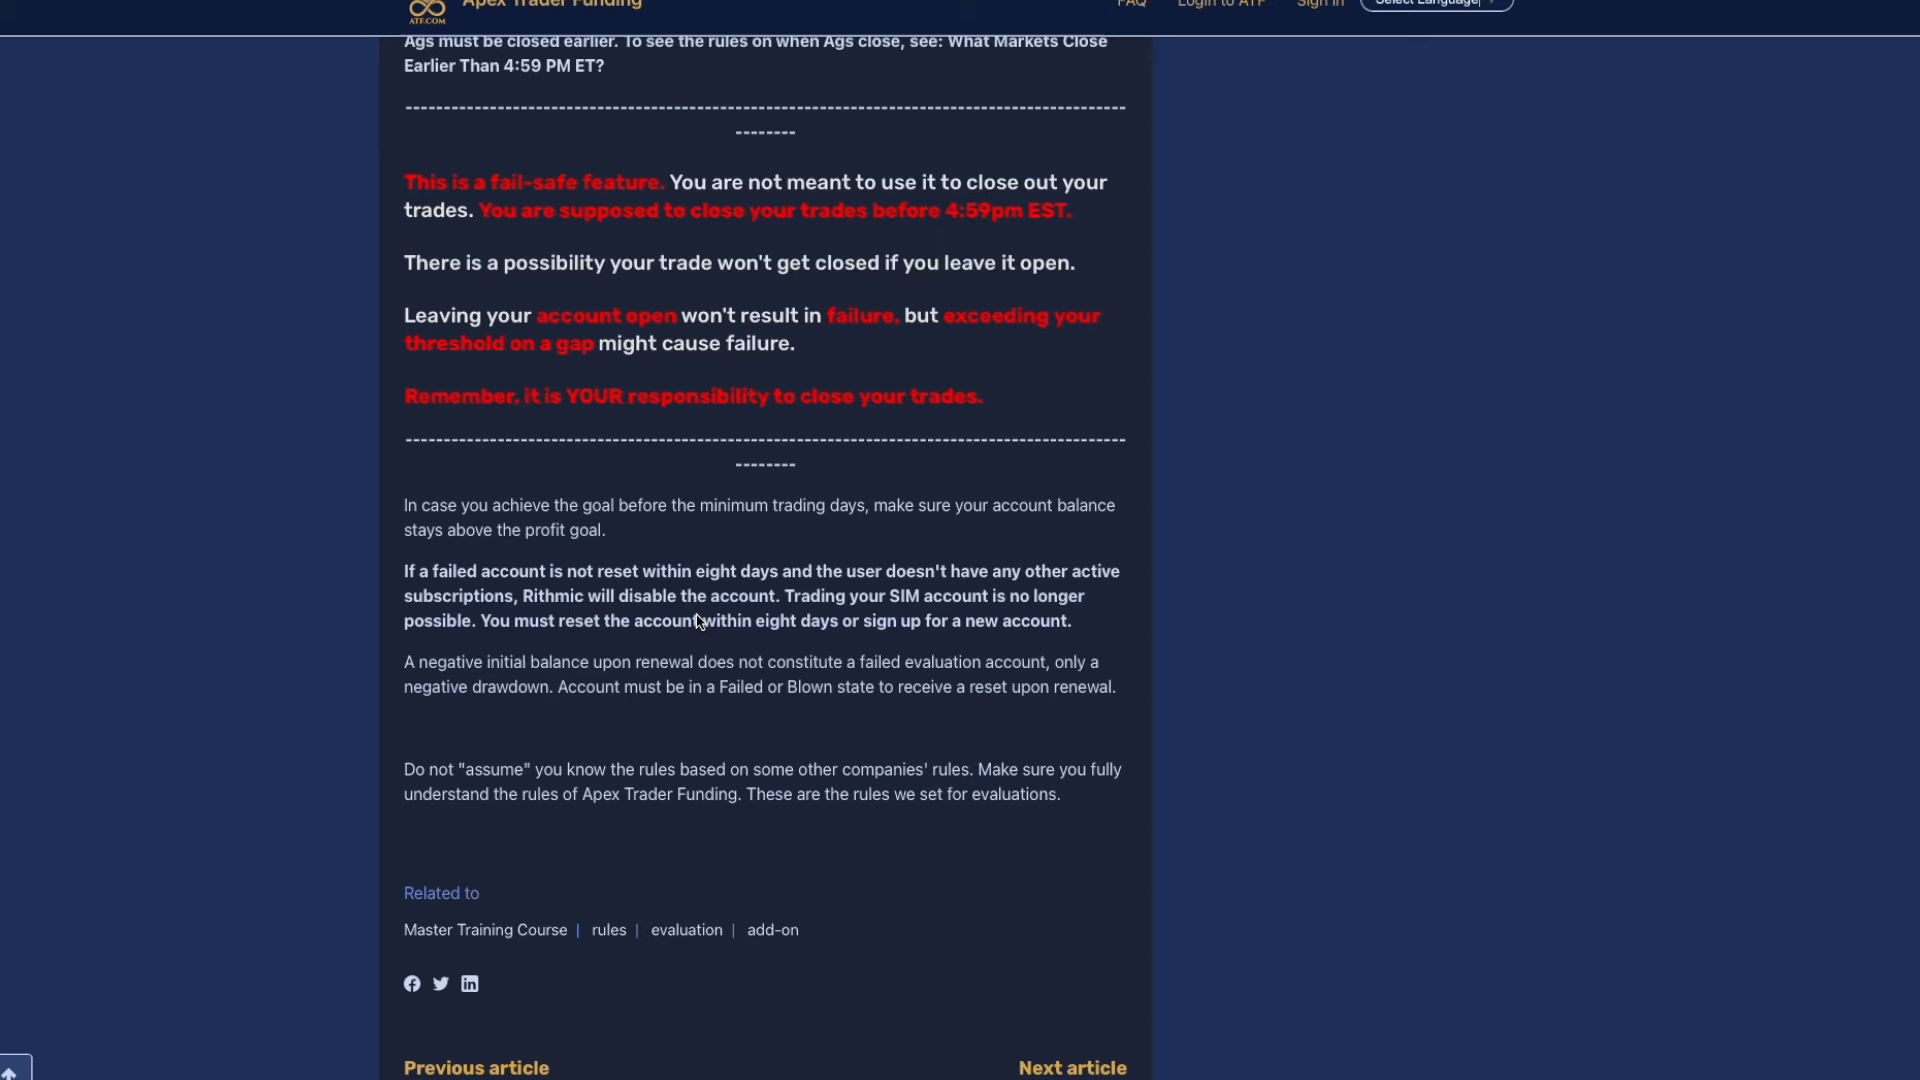 Apex Trader Funding
FAQ Login to ATF Sign in Select Language
ATF.COM
Ags must be closed earlier. To see the rules on when Ags close, see: What Markets Close
Earlier Than 4:59 PM ET?
------------------------------------------------------------------------------------------------
--------
This is a fail-safe feature. You are not meant to use it to close out your
trades. You are supposed to close your trades before 4:59pm EST.
There is a possibility your trade won't get closed if you leave it open.
Leaving your account open won't result in failure, but exceeding your
threshold on a gap might cause failure.
Remember, it is YOUR responsibility to close your trades.
------------------------------------------------------------------------------------------------
--------
In case you achieve the goal before the minimum trading days, make sure your account balance
stays above the profit goal.
If a failed account is not reset within eight days and the user doesn't have any other active
subscriptions, Rithmic will disable the account. Trading your SIM account is no longer
possible. You must reset the account within eight days or sign up for a new account.
A negative initial balance upon renewal does not constitute a failed evaluation account, only a
negative drawdown. Account must be in a Failed or Blown state to receive a reset upon renewal.
Do not "assume" you know the rules based on some other companies' rules. Make sure you fully
understand the rules of Apex Trader Funding. These are the rules we set for evaluations.
Related to
Master Training Course | rules | evaluation | add-on
Previous article Next article